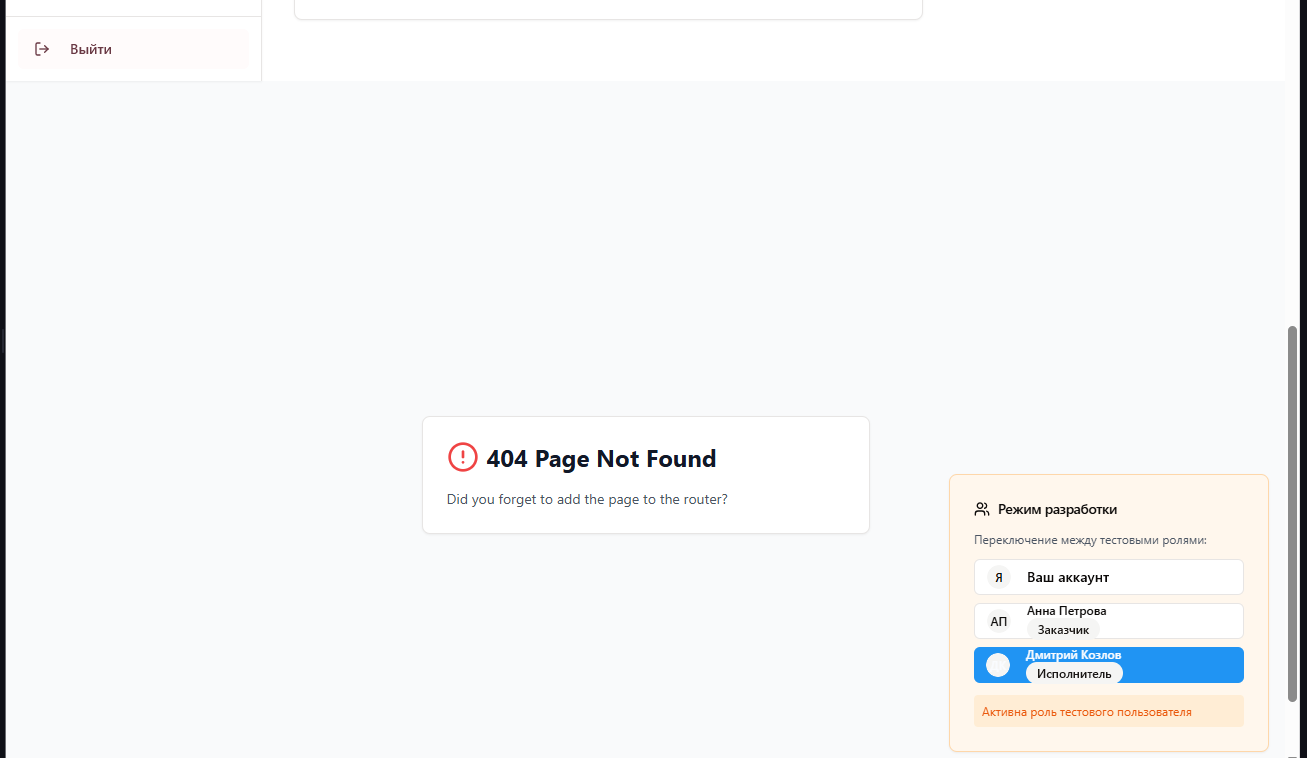 Выйти
404 Page Not Found
Did you forget to add the page to the router?
Режим разработки
Переключение между тестовыми ролями:
Я
Ваш аккаунт
АП
Анна Петрова
Заказчик
Дмитрий Козлов
Исполнитель
Активна роль тестового пользователя